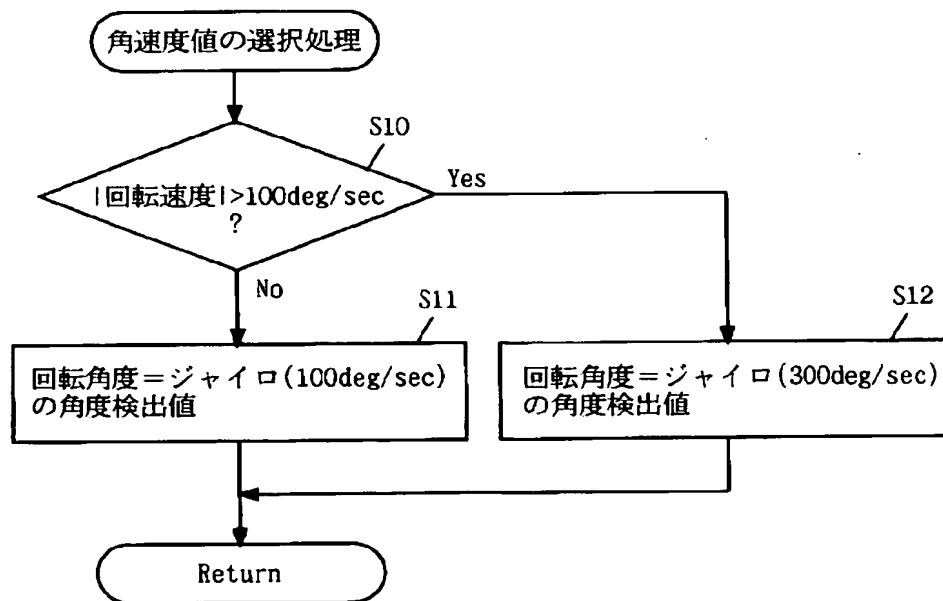 角速度値の選択処理
S10
|回転速度|>100deg/sec
?
Yes
No
S11
回転角度=ジャイロ(100deg/sec)
の角度検出値
S12
回転角度=ジャイロ(300deg/sec)
の角度検出値
Return